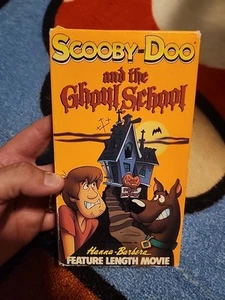 SCOOBY-DOO
and the
Ghoul School
Hanna-Barbera
FEATURE LENGTH MOVIE